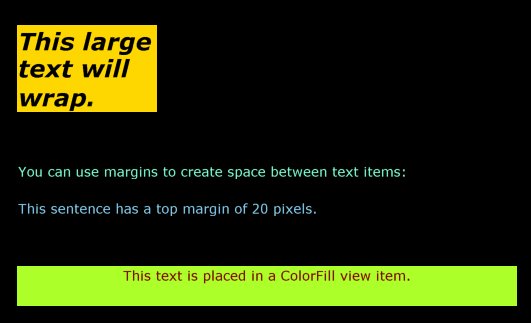 This large
text will
wrap.
You can use margins to create space between text items:
This sentence has a top margin of 20 pixels.
This text is placed in a ColorFill view item.